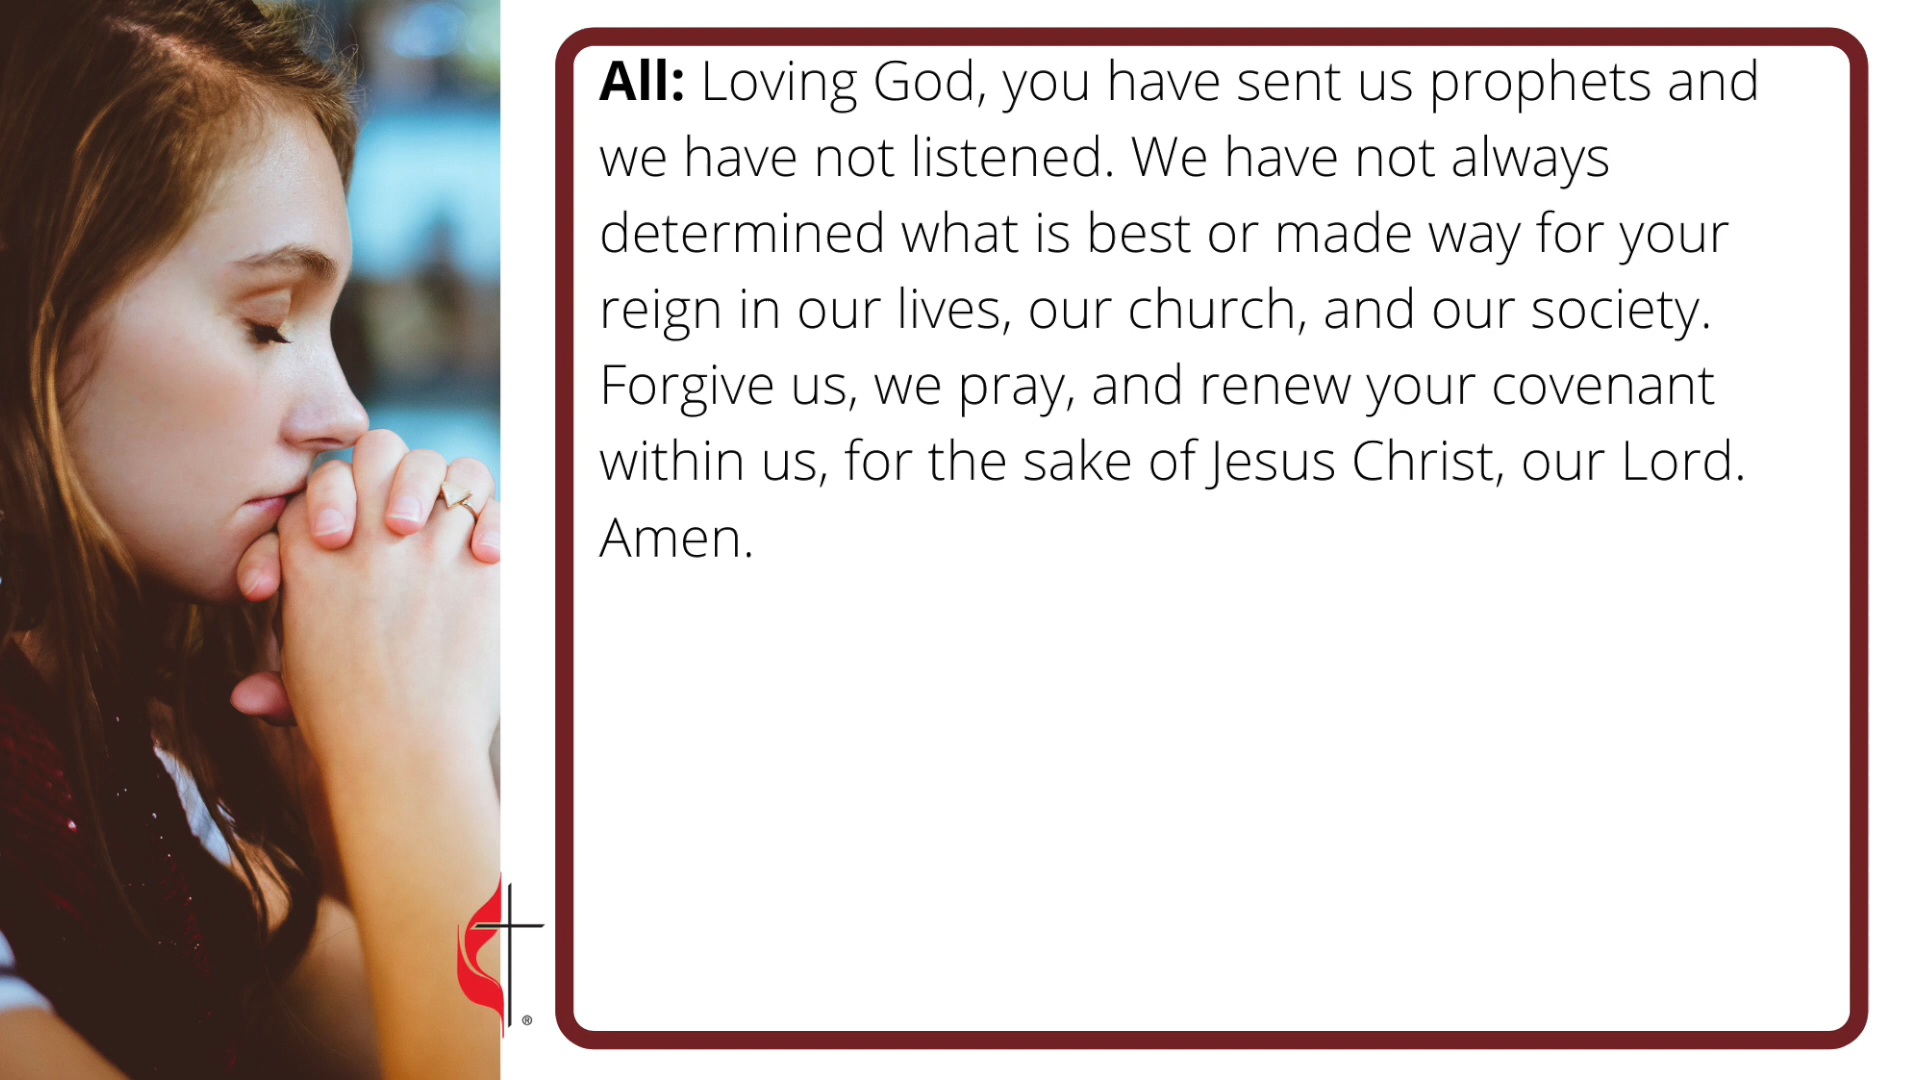 All: Loving God, you have sent us prophets and
we have not listened. We have not always
determined what is best or made way for your
reign in our lives, our church, and our society.
Forgive us, we pray, and renew your covenant
within us, for the sake of Jesus Christ, our Lord.
Amen.
®